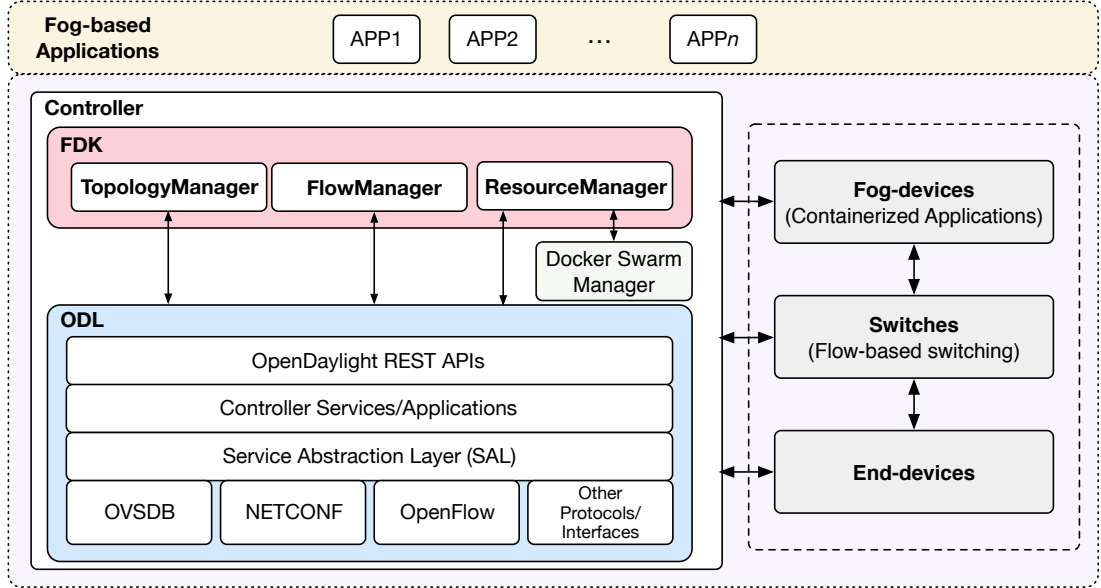 Fog-based
Applications
APP1
APP2
...
APPn
Controller
FDK
TopologyManager
FlowManager
ResourceManager
Docker Swarm
Manager
ODL
OpenDaylight REST APIs
Controller Services/Applications
Service Abstraction Layer (SAL)
OVSDB
NETCONF
OpenFlow
Other
Protocols/
Interfaces
Fog-devices
(Containerized Applications)
Switches
(Flow-based switching)
End-devices